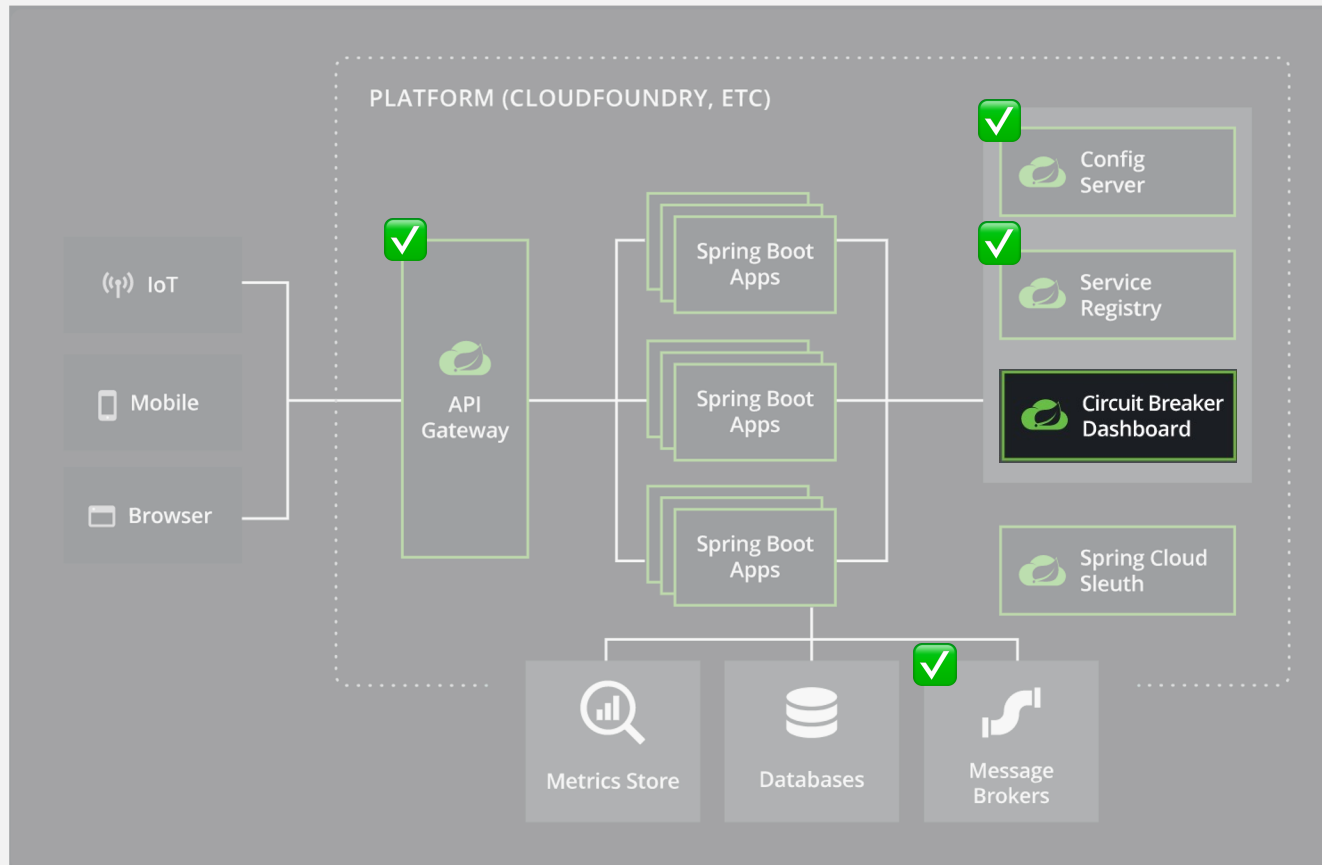 PLATFORM (CLOUDFOUNDRY, ETC)
IoT
Mobile
Browser
API
Gateway
Spring Boot
Apps
Spring Boot
Apps
Spring Boot
Apps
Config
Server
Service
Registry
Circuit Breaker
Dashboard
Spring Cloud
Sleuth
Metrics Store
Databases
Message
Brokers